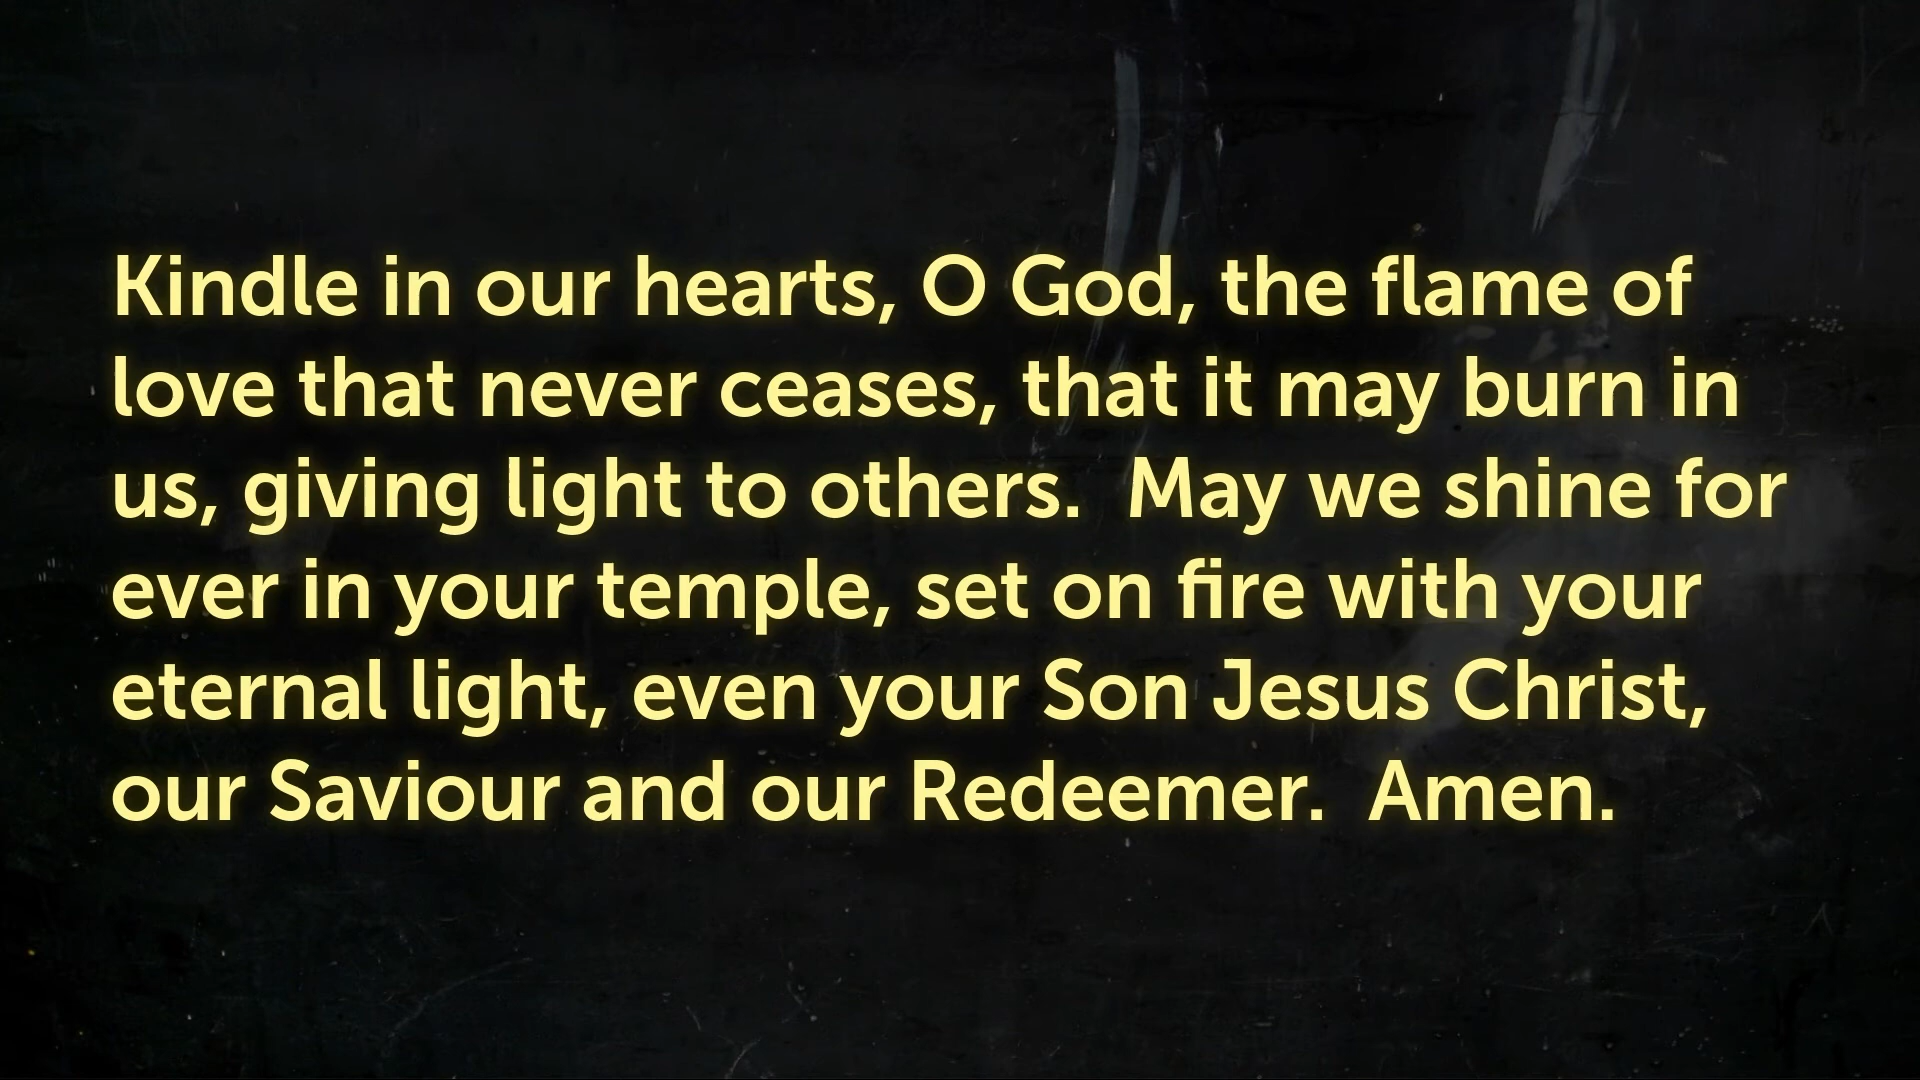 Kindle in our hearts, O God, the flame of
love that never ceases, that it may burn in
us, giving light to others.  May we shine for
ever in your temple, set on fire with your
eternal light, even your Son Jesus Christ,
our Saviour and our Redeemer.  Amen.